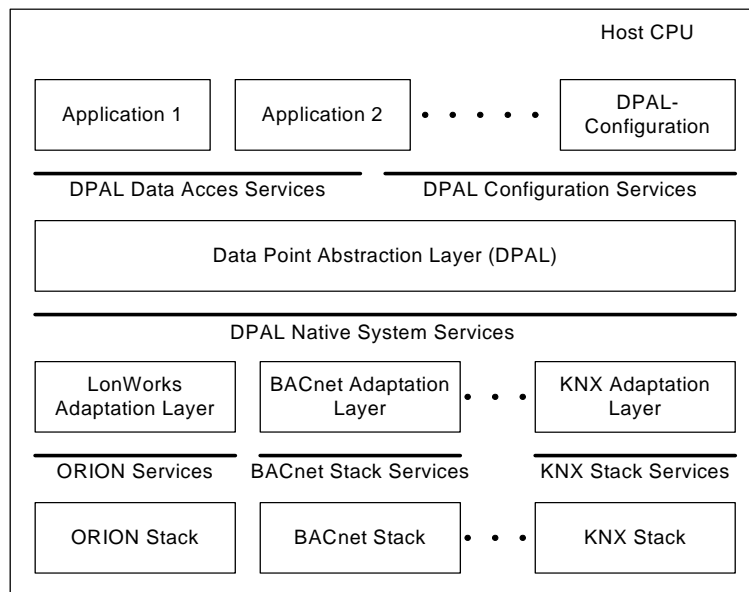 Host CPU
Application 1
Application 2
DPAL-
Configuration
DPAL Data Acces Services
DPAL Configuration Services
Data Point Abstraction Layer (DPAL)
DPAL Native System Services
LonWorks
Adaptation Layer
BACnet Adaptation
Layer
KNX Adaptation
Layer
ORION Services
BACnet Stack Services
KNX Stack Services
ORION Stack
BACnet Stack
KNX Stack